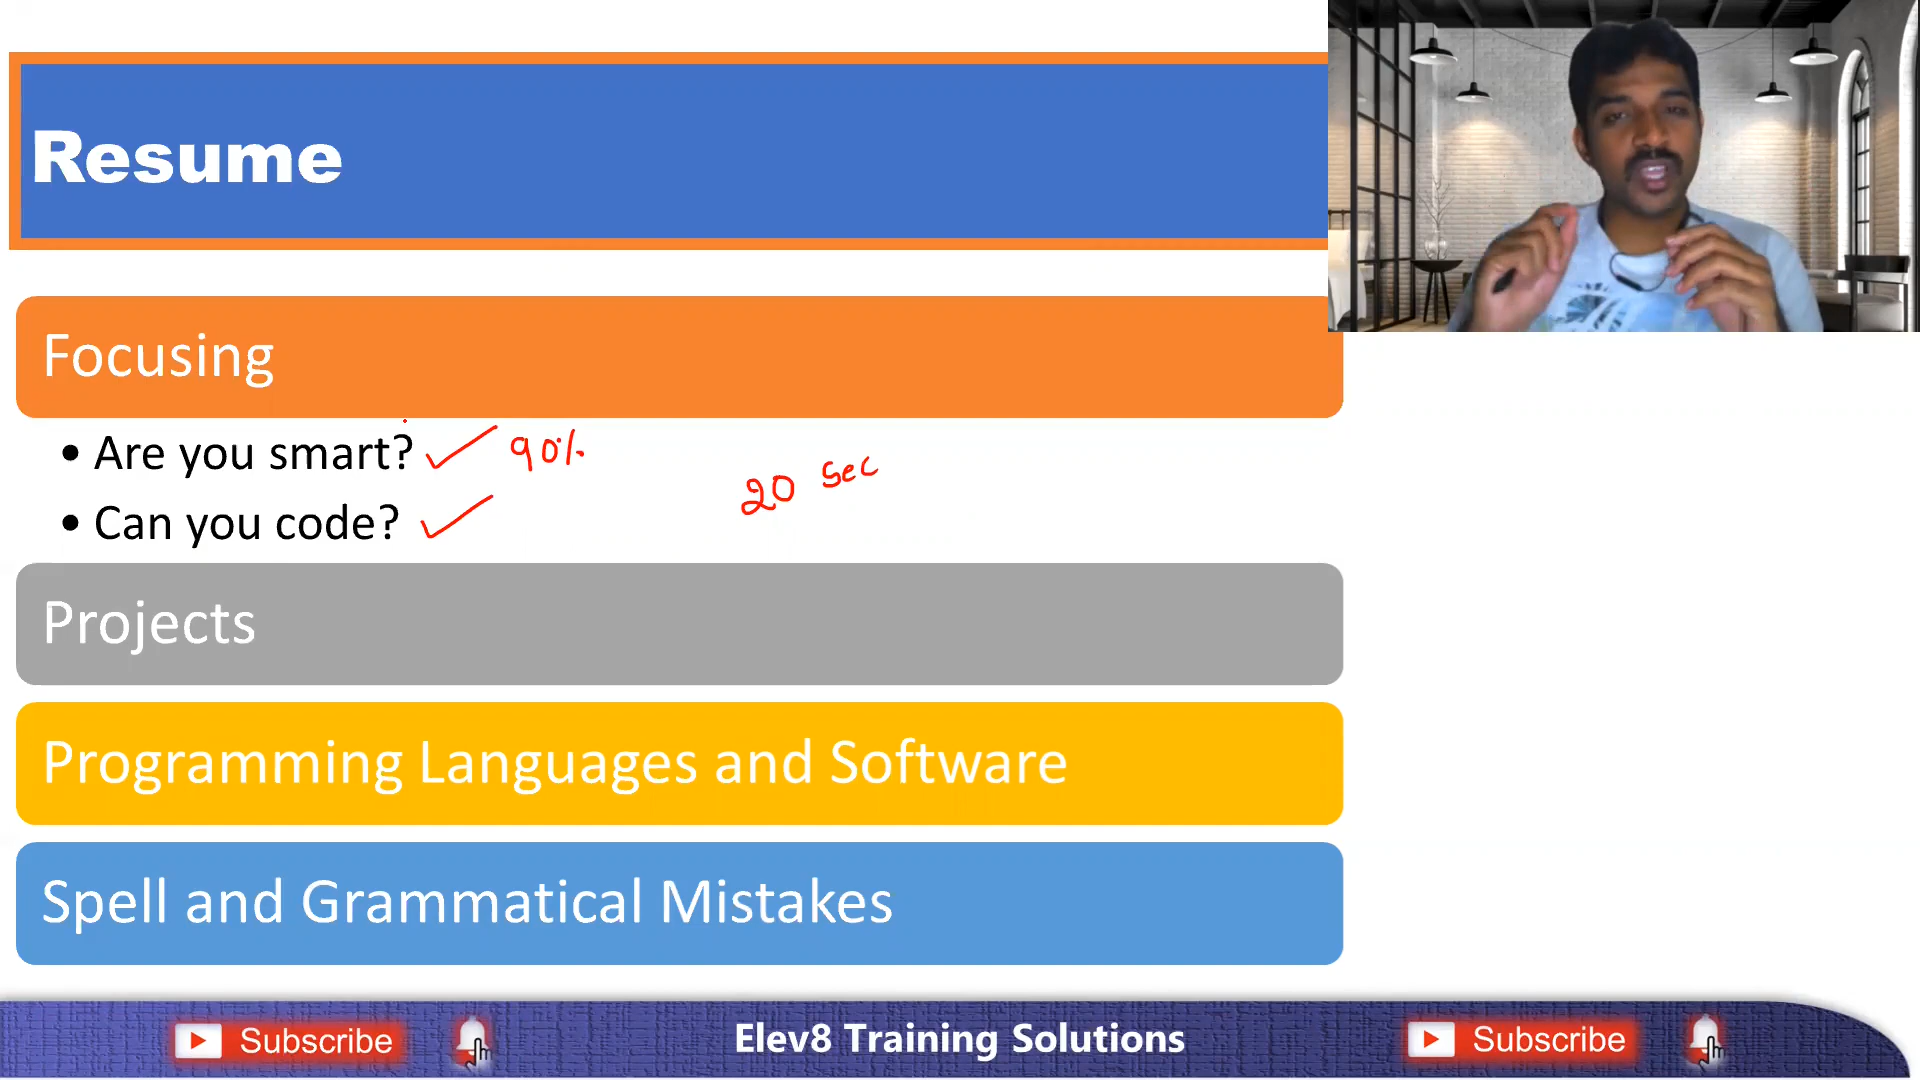 Resume
Focusing
• Are you smart? 90%
20 sec
• Can you code?
Projects
Programming Languages and Software
Spell and Grammatical Mistakes
Subscribe Elev8 Training Solutions Subscribe